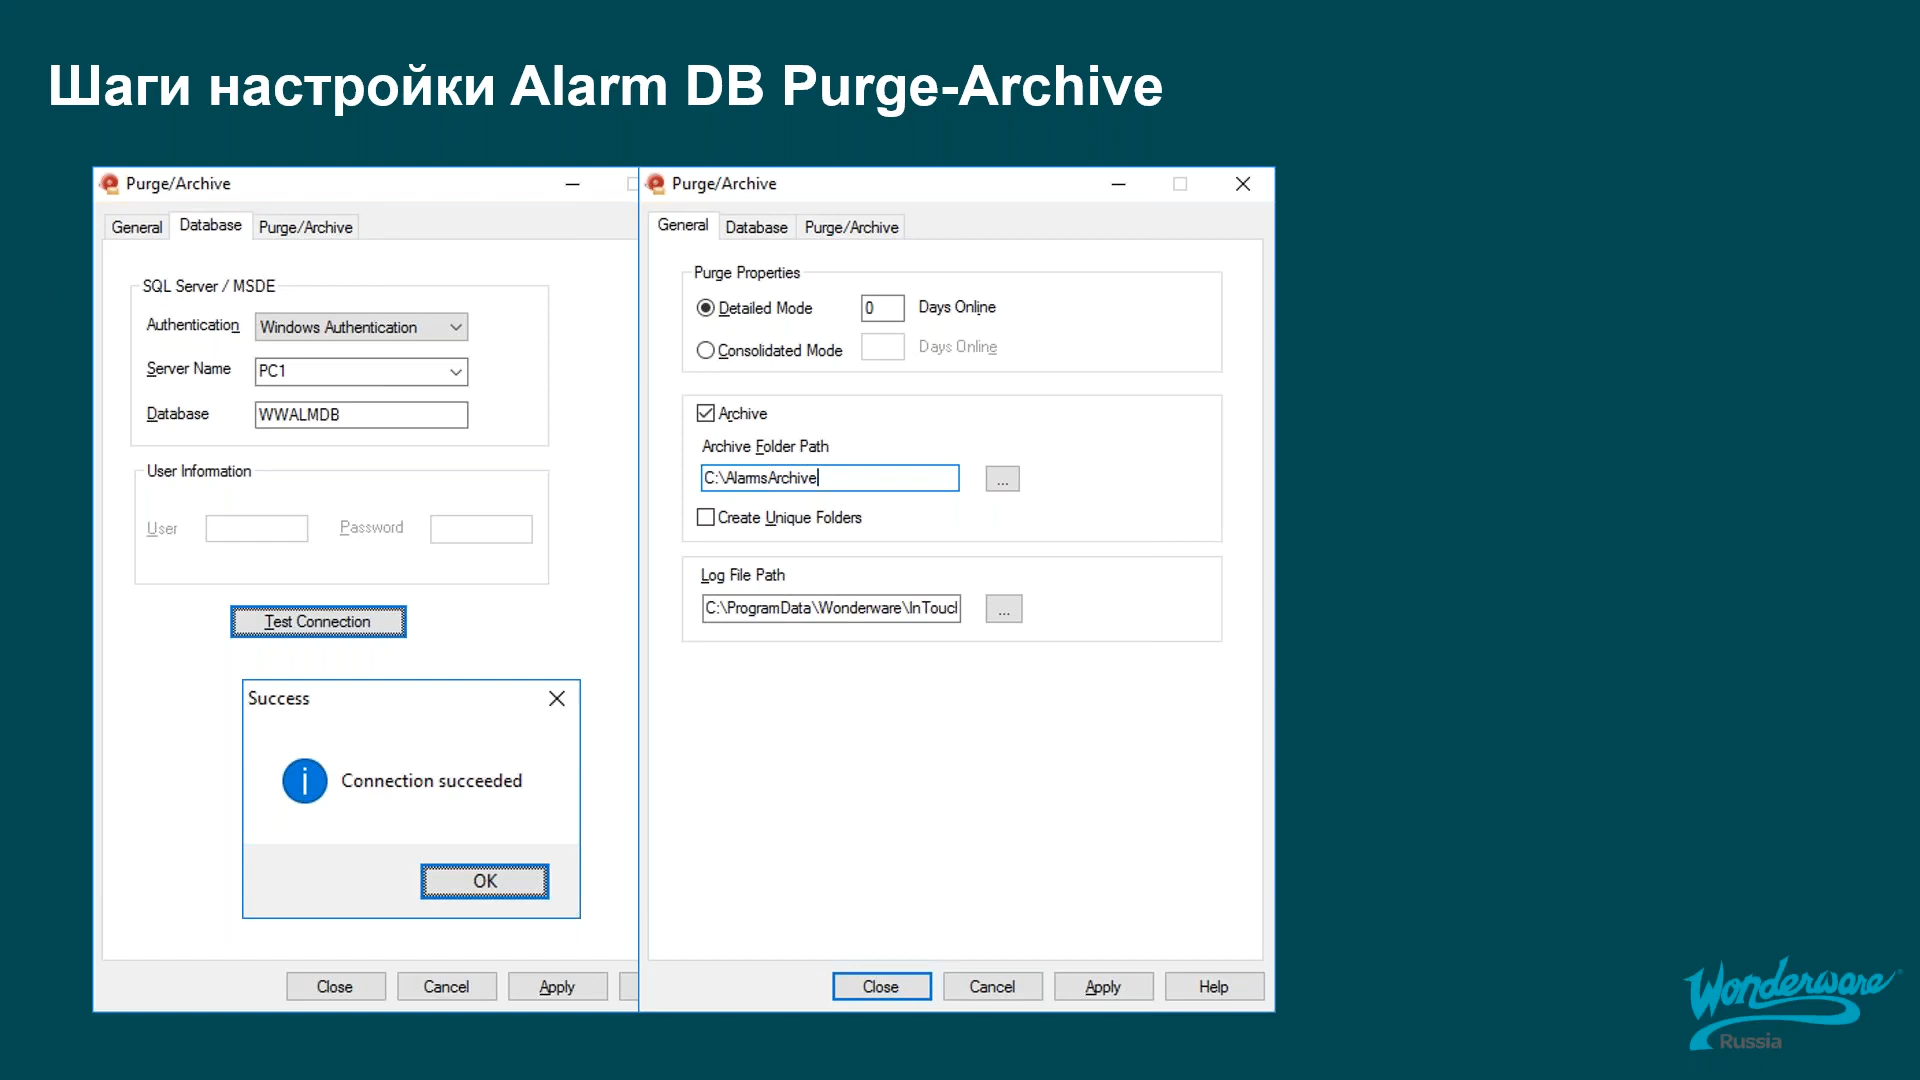 Шаги настройки Alarm DB Purge-Archive
Purge/Archive
General Database Purge/Archive
SQL Server / MSDE
Authentication Windows Authentication
Server Name PC1
Database WWALMDB
User Information
User Password
Test Connection
Success
Connection succeeded
OK
Close Cancel Apply
Purge/Archive
General Database Purge/Archive
Purge Properties
Detailed Mode 0 Days Online
Consolidated Mode Days Online
Archive
Archive Folder Path
C:\AlarmsArchive
...
Create Unique Folders
Log File Path
C:\ProgramData\Wonderware\InTouch
...
Close Cancel Apply Help
Wonderware
Russia